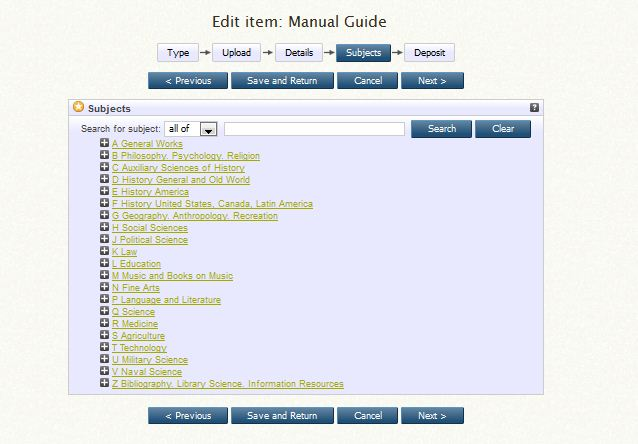 Edit item: Manual Guide
Type Upload Details Subjects Deposit
< Previous Save and Return Cancel Next >
Subjects ?
Search for subject: all of Search Clear
A General Works
B Philosophy. Psychology. Religion
C Auxiliary Sciences of History
D History General and Old World
E History America
F History United States, Canada, Latin America
G Geography. Anthropology. Recreation
H Social Sciences
J Political Science
K Law
L Education
M Music and Books on Music
N Fine Arts
P Language and Literature
Q Science
R Medicine
S Agriculture
T Technology
U Military Science
V Naval Science
Z Bibliography. Library Science. Information Resources
< Previous Save and Return Cancel Next >